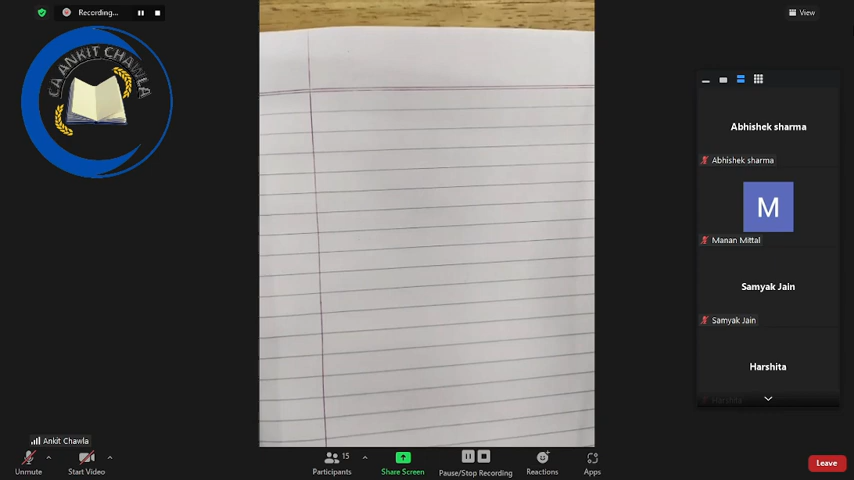 Recording...
View
CA ANKIT CHAWLA
Abhishek sharma
Abhishek sharma
M
Manan Mittal
Samyak Jain
Samyak Jain
Harshita
Harshita
Ankit Chawla
Unmute
Start Video
15
Participants
Share Screen
Pause/Stop Recording
Reactions
Apps
Leave